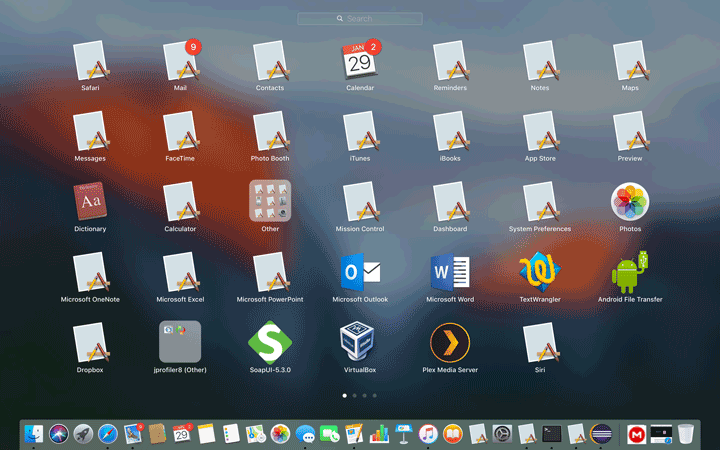 Search
9
JAN
2
29
Safari
Mail
Contacts
Calendar
Reminders
Notes
Maps
Messages
FaceTime
Photo Booth
iTunes
iBooks
App Store
Preview
Aa
Dictionary
Calculator
Other
Mission Control
Dashboard
System Preferences
Photos
O
W
Microsoft OneNote
Microsoft Excel
Microsoft PowerPoint
Microsoft Outlook
Microsoft Word
TextWrangler
Android File Transfer
S
Dropbox
jprofiler8 (Other)
SoapUI-5.3.0
VirtualBox
Plex Media Server
Siri
29
M